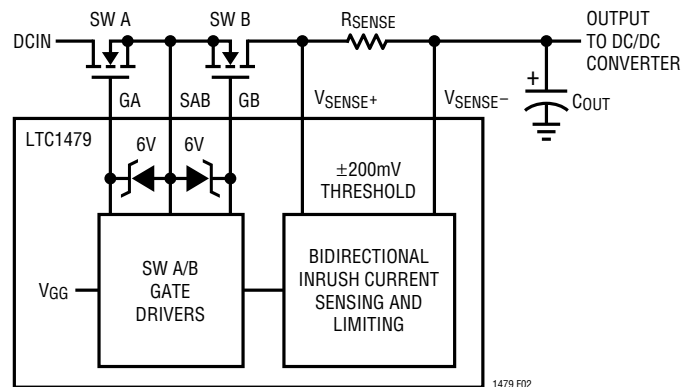 SW A
SW B
RSENSE
OUTPUT
TO DC/DC
CONVERTER
DCIN
GA
SAB
GB
VSENSE+
VSENSE–
+
COUT
LTC1479
6V
6V
±200mV
THRESHOLD
VGG
SW A/B
GATE
DRIVERS
BIDIRECTIONAL
INRUSH CURRENT
SENSING AND
LIMITING
1479 F02